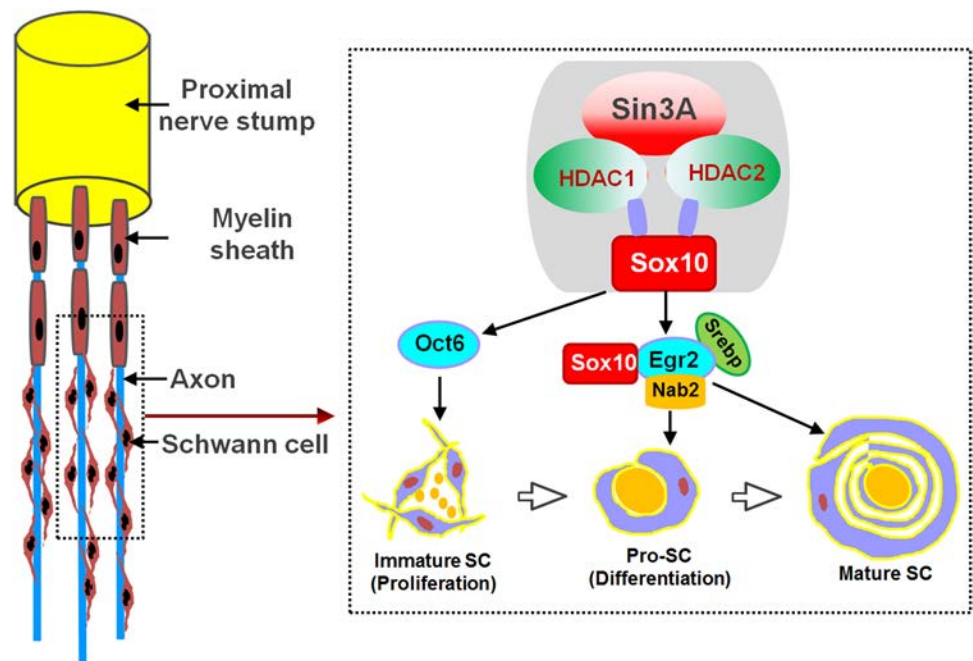 Proximal
nerve stump
Myelin
sheath
Axon
Schwann cell
Sin3A
HDAC1
HDAC2
Sox10
Oct6
Sox10
Egr2
Srebp
Nab2
Immature SC
(Proliferation)
Pro-SC
(Differentiation)
Mature SC